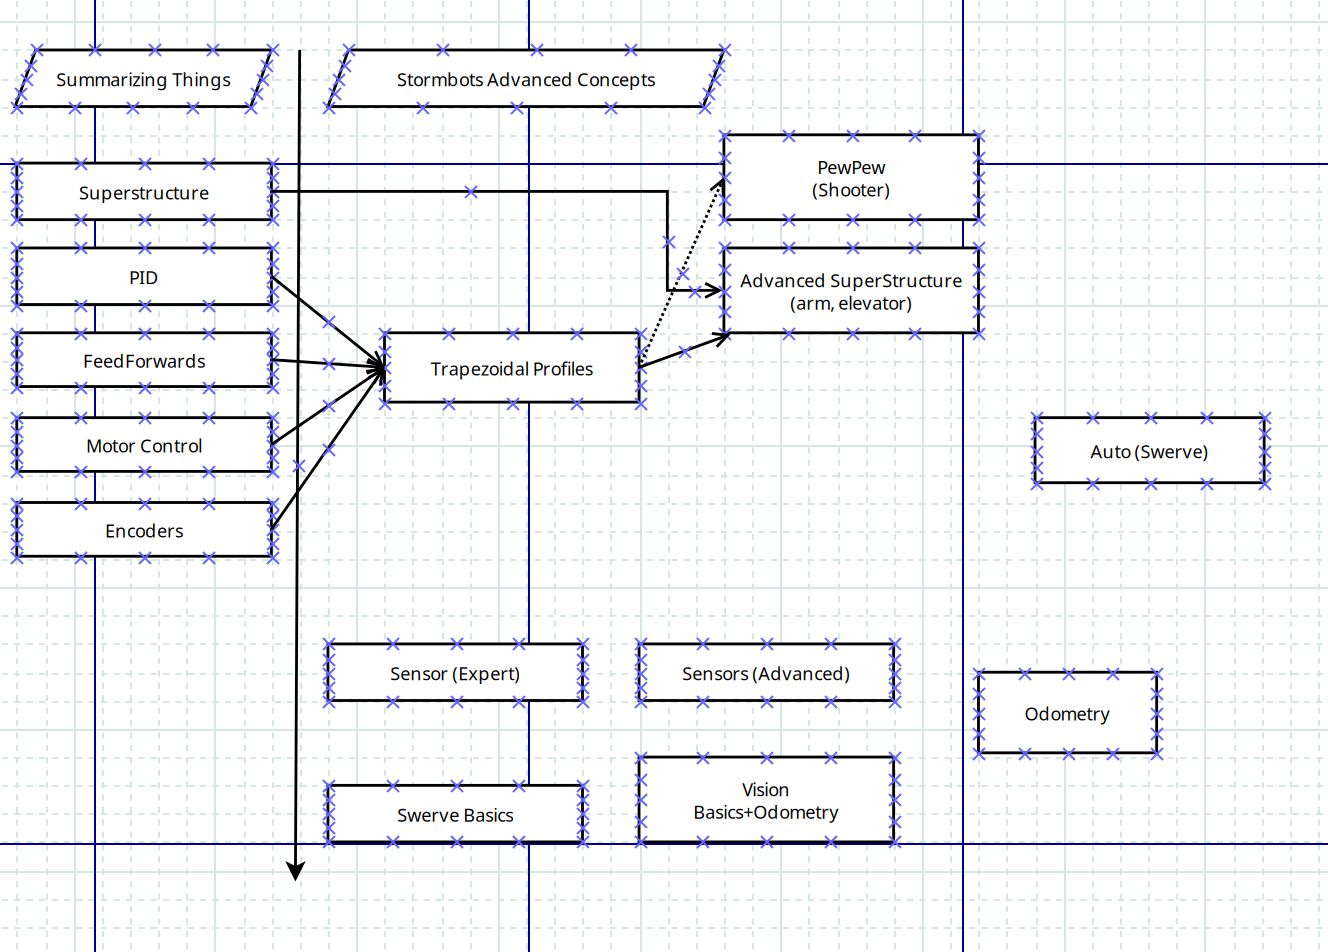 Summarizing Things
Stormbots Advanced Concepts
PewPew
(Shooter)
Superstructure
PID
Advanced SuperStructure
(arm, elevator)
FeedForwards
Trapezoidal Profiles
Motor Control
Auto (Swerve)
Encoders
Sensor (Expert)
Sensors (Advanced)
Odometry
Vision
Basics+Odometry
Swerve Basics